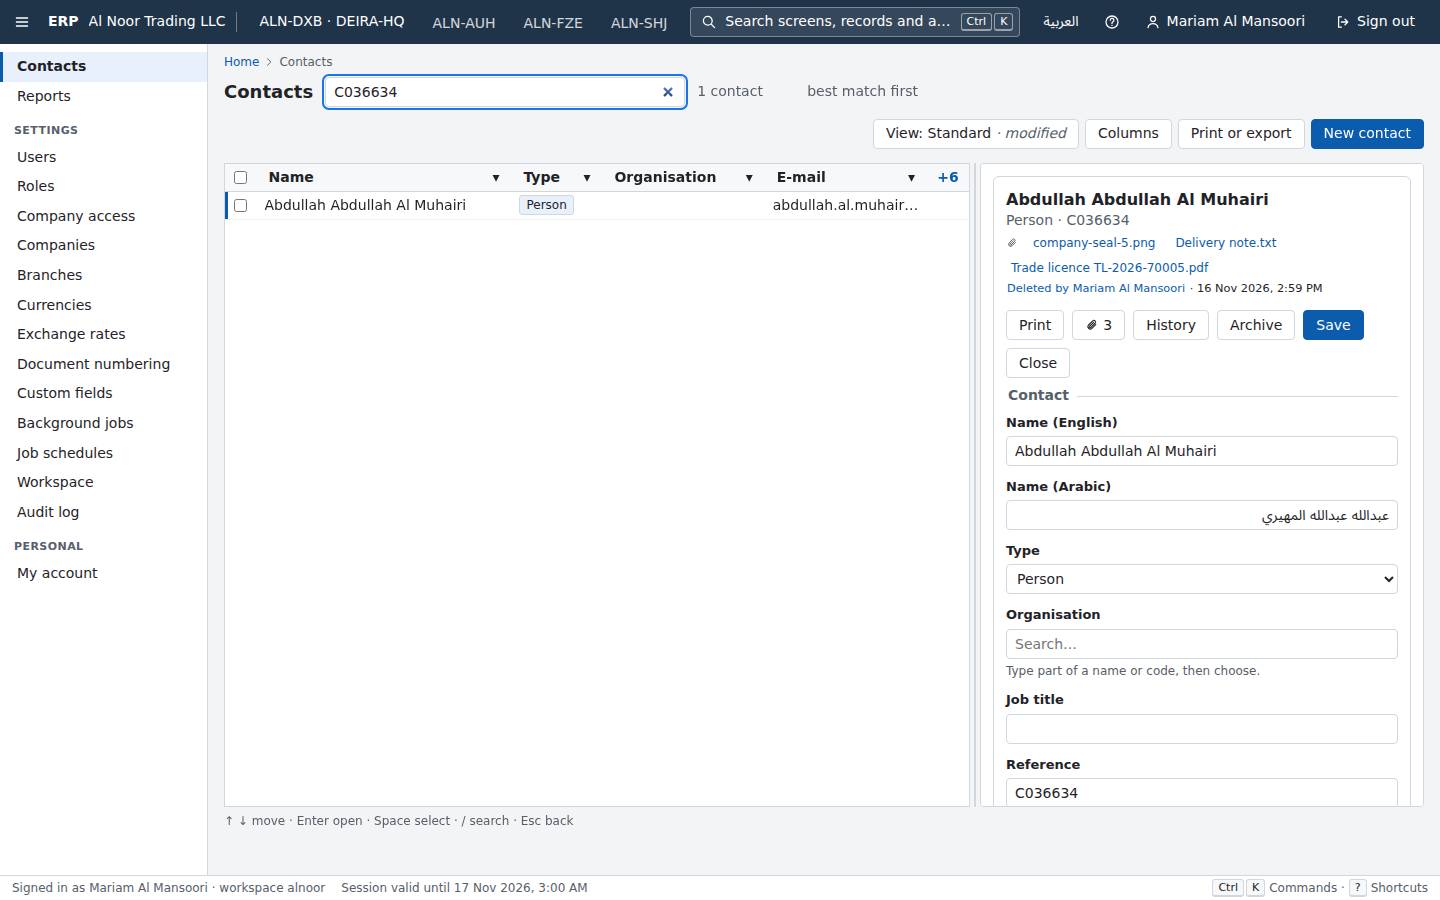 ERP Al Noor Trading LLC ALN-DXB · DEIRA-HQ ALN-AUH ALN-FZE ALN-SHJ Search screens, records and a… Ctrl K العربية Mariam Al Mansoori Sign out
Contacts
Reports
SETTINGS
Users
Roles
Company access
Companies
Branches
Currencies
Exchange rates
Document numbering
Custom fields
Background jobs
Job schedules
Workspace
Audit log
PERSONAL
My account
Home > Contacts
Contacts C036634 1 contact best match first
View: Standard · modified Columns Print or export New contact
Name Type Organisation E-mail +6
Abdullah Abdullah Al Muhairi Person abdullah.al.muhair…
↑ ↓ move · Enter open · Space select · / search · Esc back
Abdullah Abdullah Al Muhairi
Person · C036634
company-seal-5.png Delivery note.txt
Trade licence TL-2026-70005.pdf
Deleted by Mariam Al Mansoori · 16 Nov 2026, 2:59 PM
Print 3 History Archive Save
Close
Contact
Name (English)
Abdullah Abdullah Al Muhairi
Name (Arabic)
عبدالله عبدالله المهيري
Type
Person
Organisation
Search…
Type part of a name or code, then choose.
Job title
Reference
C036634
Signed in as Mariam Al Mansoori · workspace alnoor Session valid until 17 Nov 2026, 3:00 AM Ctrl K Commands · ? Shortcuts